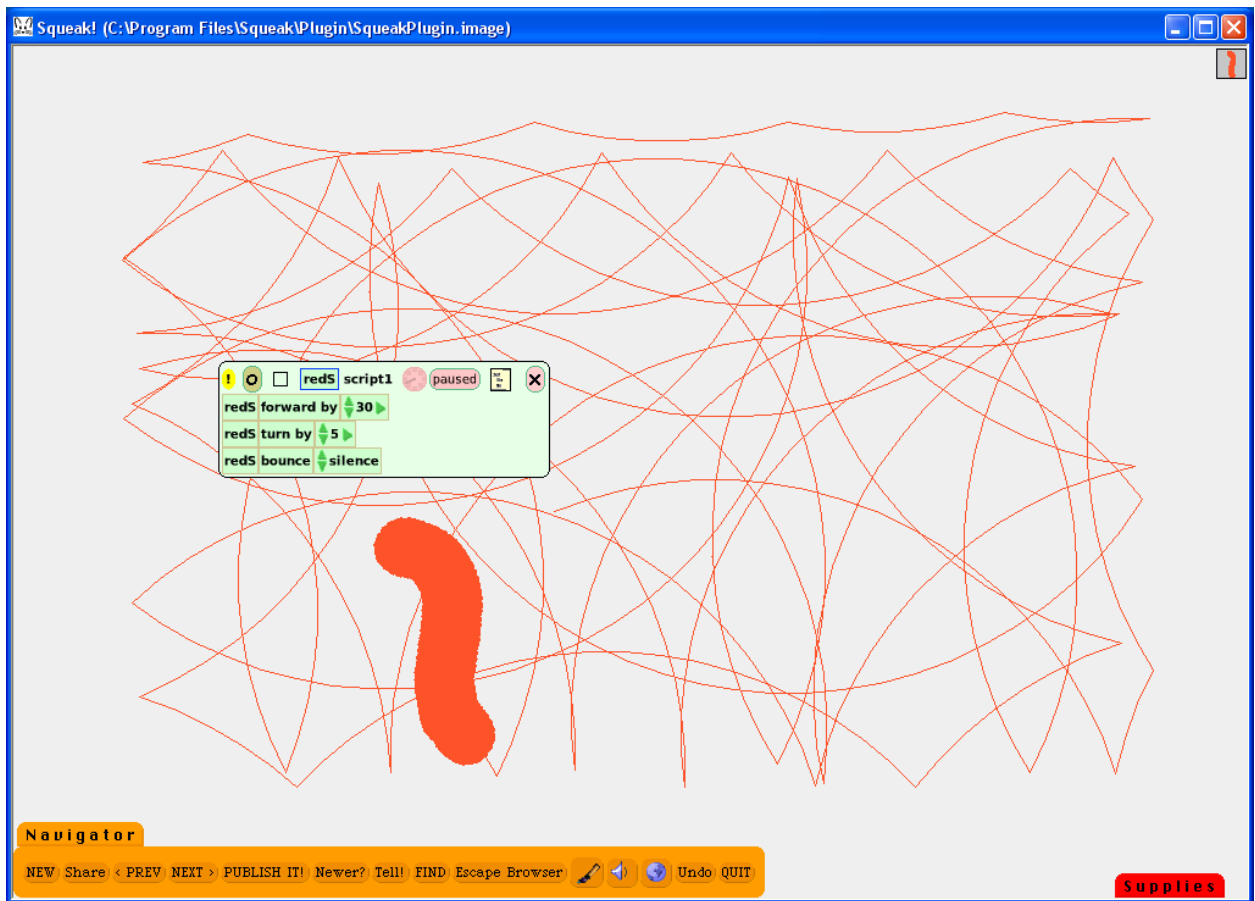 Squeak! (C:\Program Files\Squeak\Plugin\SqueakPlugin.image)
! redS script1 paused
redS forward by 30
redS turn by 5
redS bounce silence
Navigator
NEW Share < PREV NEXT > PUBLISH IT! Newer? Tell! FIND Escape Browser Undo QUIT
Supplies